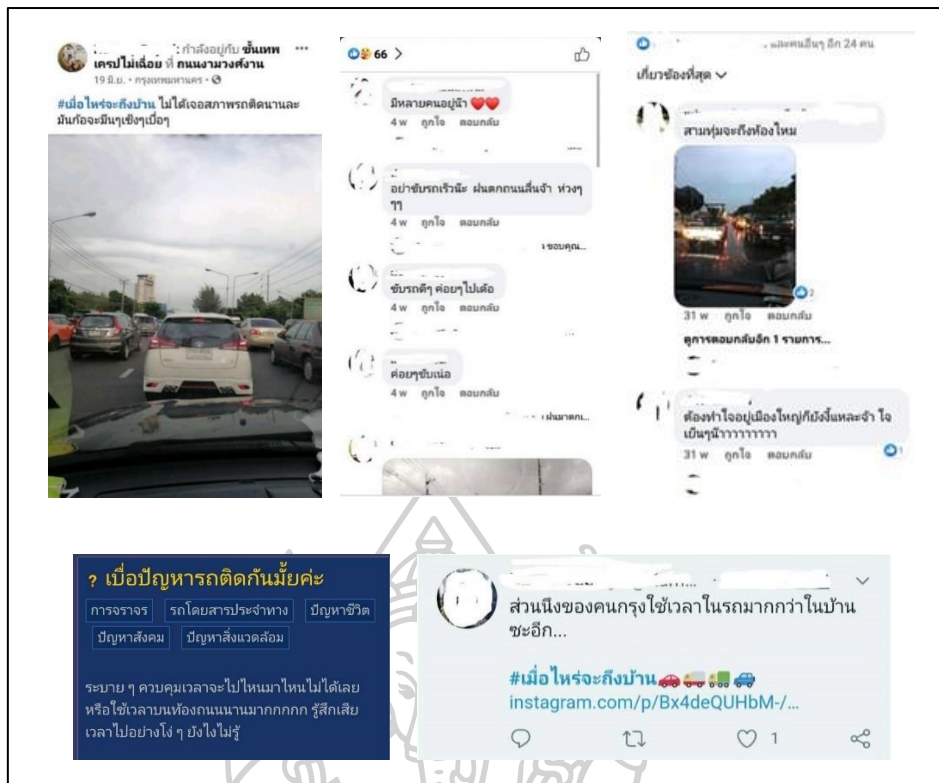 กำลังอยู่กับ ขั้นเทพ
เครปไม่เฉื่อย ที่ ถนนงามวงศ์งาน
19 มิ.ย. • กรุงเทพมหานคร •
#เมื่อไหร่จะถึงบ้าน ไม่ได้เจอสภาพรถติดนานละ
มันก้อจะมึนๆเซ็งๆเบื่อๆ
66 >
มีหลายคนอยู่น๊า ❤️❤️
4 w ถูกใจ ตอบกลับ
อย่าขับรถเร็วน๊ะ ฝนตกถนนลื่นจ้า ห่วงๆ
ๆๆ
4 w ถูกใจ ตอบกลับ
ขอบคุณ...
ขับรถดีๆ ค่อยๆไปเด้อ
4 w ถูกใจ ตอบกลับ
ค่อยๆขับเน่อ
4 w ถูกใจ ตอบกลับ
ฝนมาตก...
และคนอื่นๆ อีก 24 คน
เกี่ยวข้องที่สุด
สามทุ่มจะถึงห้องไหม
2
31 w ถูกใจ ตอบกลับ
ดูการตอบกลับอีก 1 รายการ...
ต้องทำใจอยู่เมืองใหญ่ก็ยังงี้แหละจ้า ใจ
เย็นๆน๊าาาาาาาาาา
31 w ถูกใจ ตอบกลับ
1
? เบื่อปัญหารถติดกันมั้ยค่ะ
การจราจร รถโดยสารประจำทาง ปัญหาชีวิต
ปัญหาสังคม ปัญหาสิ่งแวดล้อม
ระบาย ๆ ควบคุมเวลาจะไปไหนมาไหนไม่ได้เลย
หรือใช้เวลาบนท้องถนนนานมากกกกก รู้สึกเสีย
เวลาไปอย่างโง่ ๆ ยังไงไม่รู้
ส่วนนึงของคนกรุงใช้เวลาในรถมากกว่าในบ้าน
ซะอีก...
#เมื่อไหร่จะถึงบ้าน🚗🚚🚛🚙
instagram.com/p/Bx4deQUHbM-/...
1